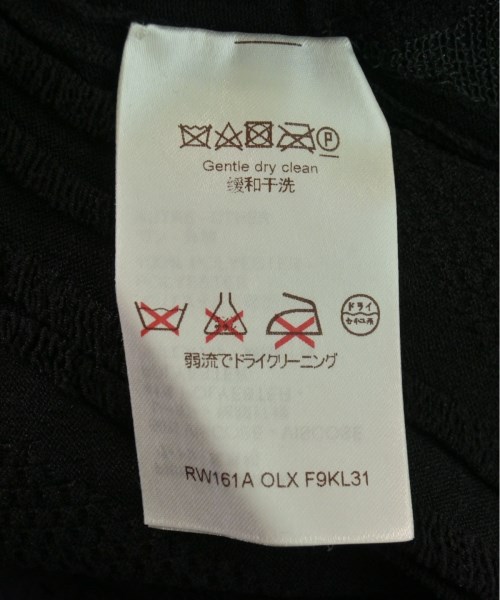 P
Gentle dry clean
缓和干洗
ドライ
弱流でドライクリーニング
RW161A OLX F9KL31